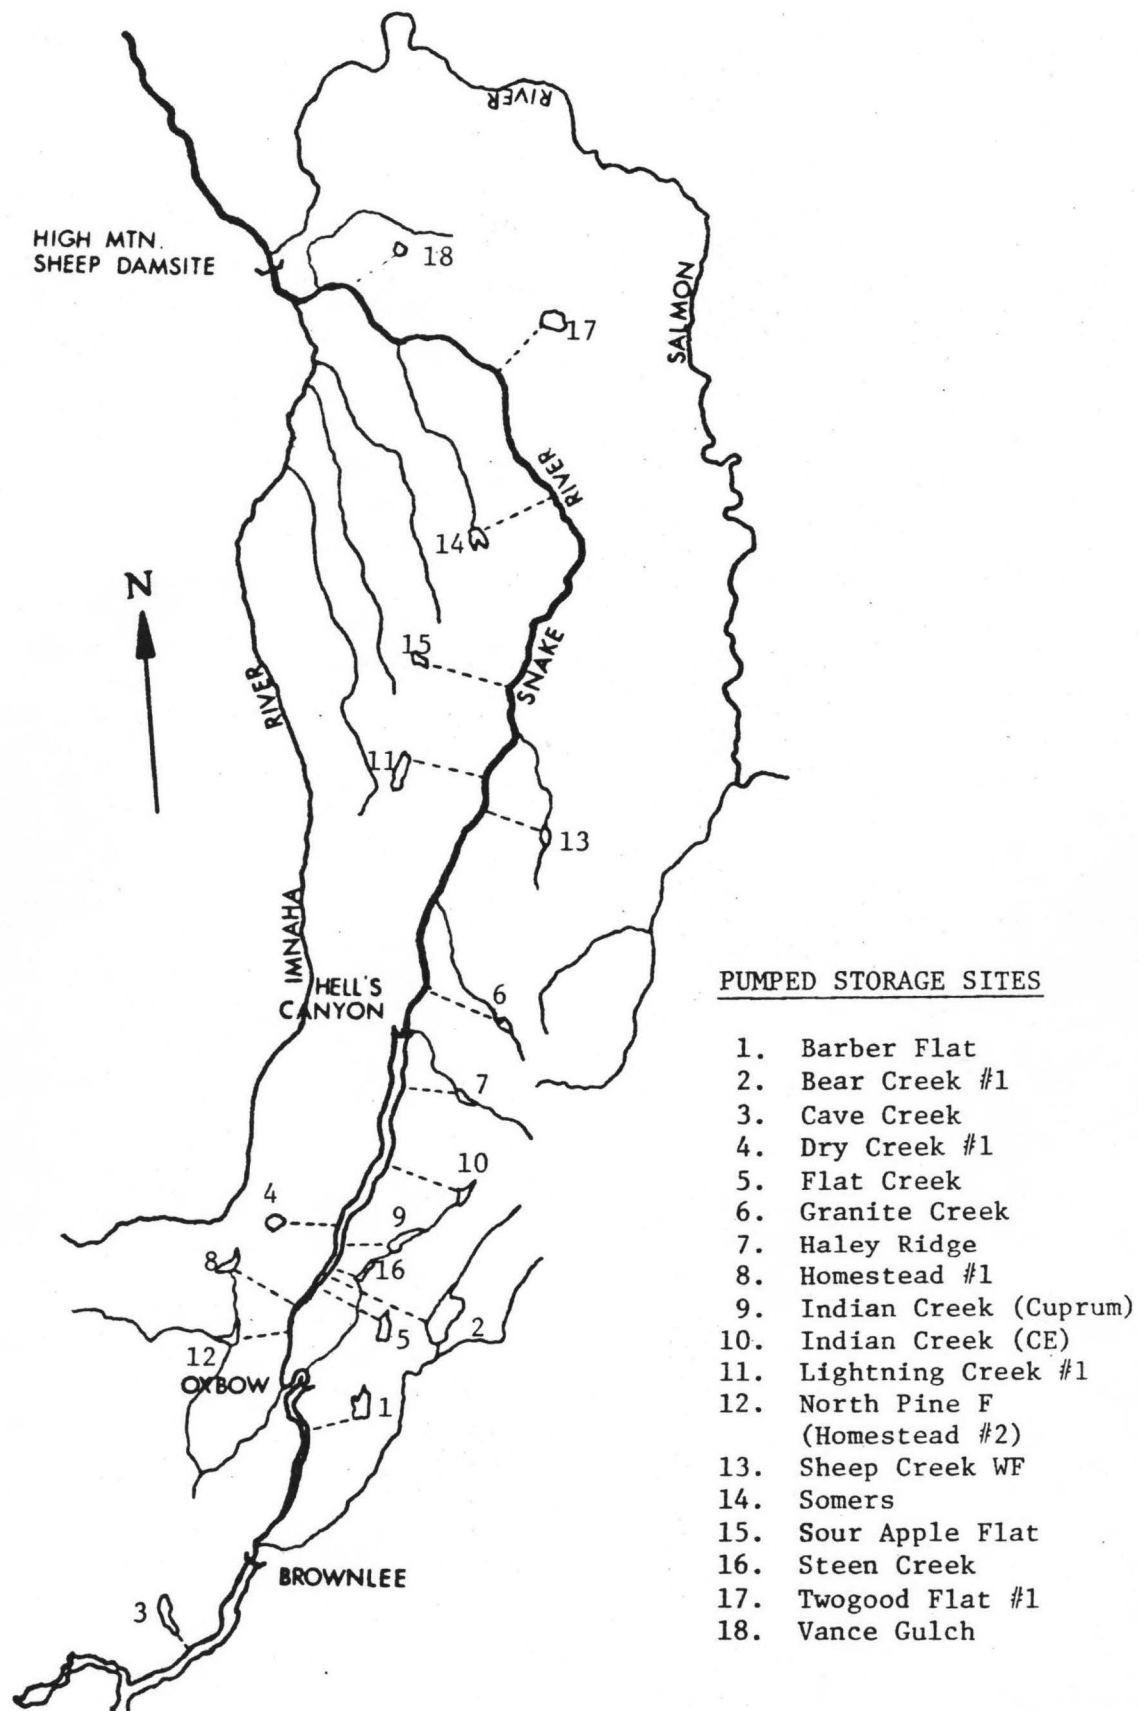 RIVER
HIGH MTN.
SHEEP DAMSITE
18
17
SALMON
RIVER
14
N
15
SNAKE
RIVER
11
13
IMNAHA
HELL'S
CANYON
6
7
10
4
9
8
16
5
2
12
OXBOW
1
BROWNLEE
3
PUMPED STORAGE SITES
1. Barber Flat
2. Bear Creek #1
3. Cave Creek
4. Dry Creek #1
5. Flat Creek
6. Granite Creek
7. Haley Ridge
8. Homestead #1
9. Indian Creek (Cuprum)
10. Indian Creek (CE)
11. Lightning Creek #1
12. North Pine F
(Homestead #2)
13. Sheep Creek WF
14. Somers
15. Sour Apple Flat
16. Steen Creek
17. Twogood Flat #1
18. Vance Gulch